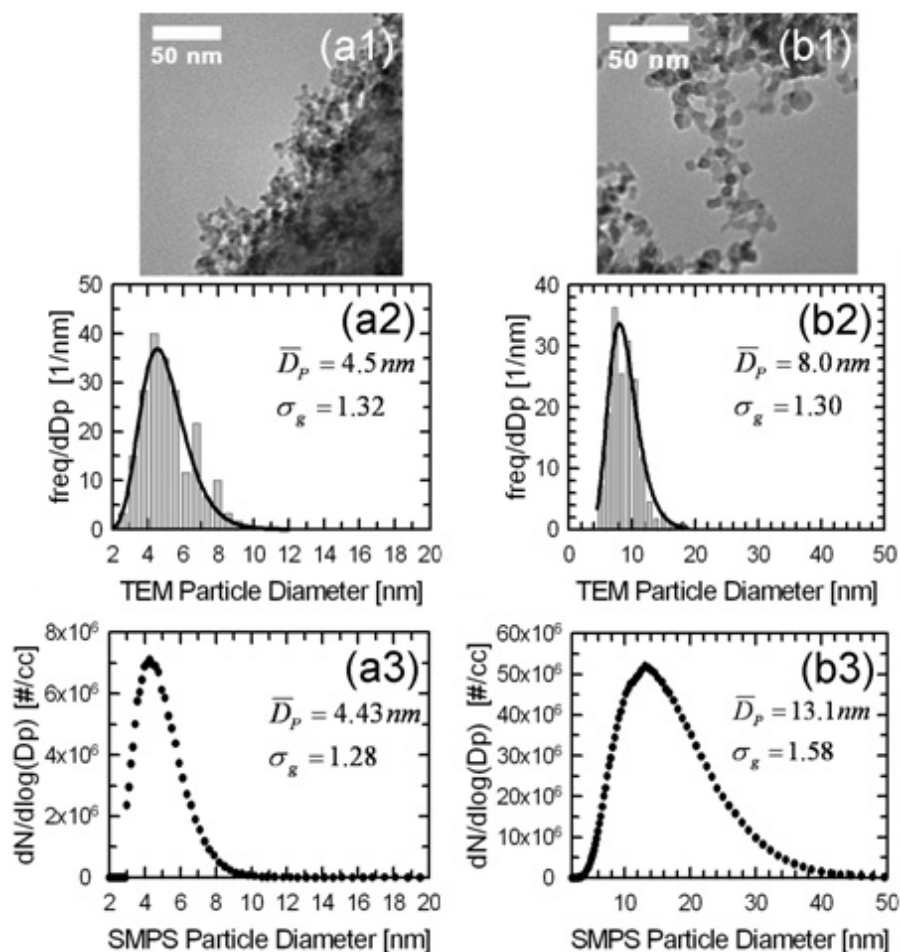 50 nm
(a1)
50 nm
(b1)
50
40
30
20
10
0
freq/dDp [1/nm]
(a2)
D̅P = 4.5 nm
σg = 1.32
2 4 6 8 10 12 14 16 18 20
TEM Particle Diameter [nm]
40
30
20
10
0
freq/dDp [1/nm]
(b2)
D̅P = 8.0 nm
σg = 1.30
0 10 20 30 40 50
TEM Particle Diameter [nm]
8x10⁶
6x10⁶
4x10⁶
2x10⁶
0
dN/dlog(Dp) [#/cc]
(a3)
D̅P = 4.43 nm
σg = 1.28
2 4 6 8 10 12 14 16 18 20
SMPS Particle Diameter [nm]
60x10⁶
50x10⁶
40x10⁶
30x10⁶
20x10⁶
10x10⁶
0
dN/dlog(Dp) [#/cc]
(b3)
D̅P = 13.1 nm
σg = 1.58
10 20 30 40 50
SMPS Particle Diameter [nm]